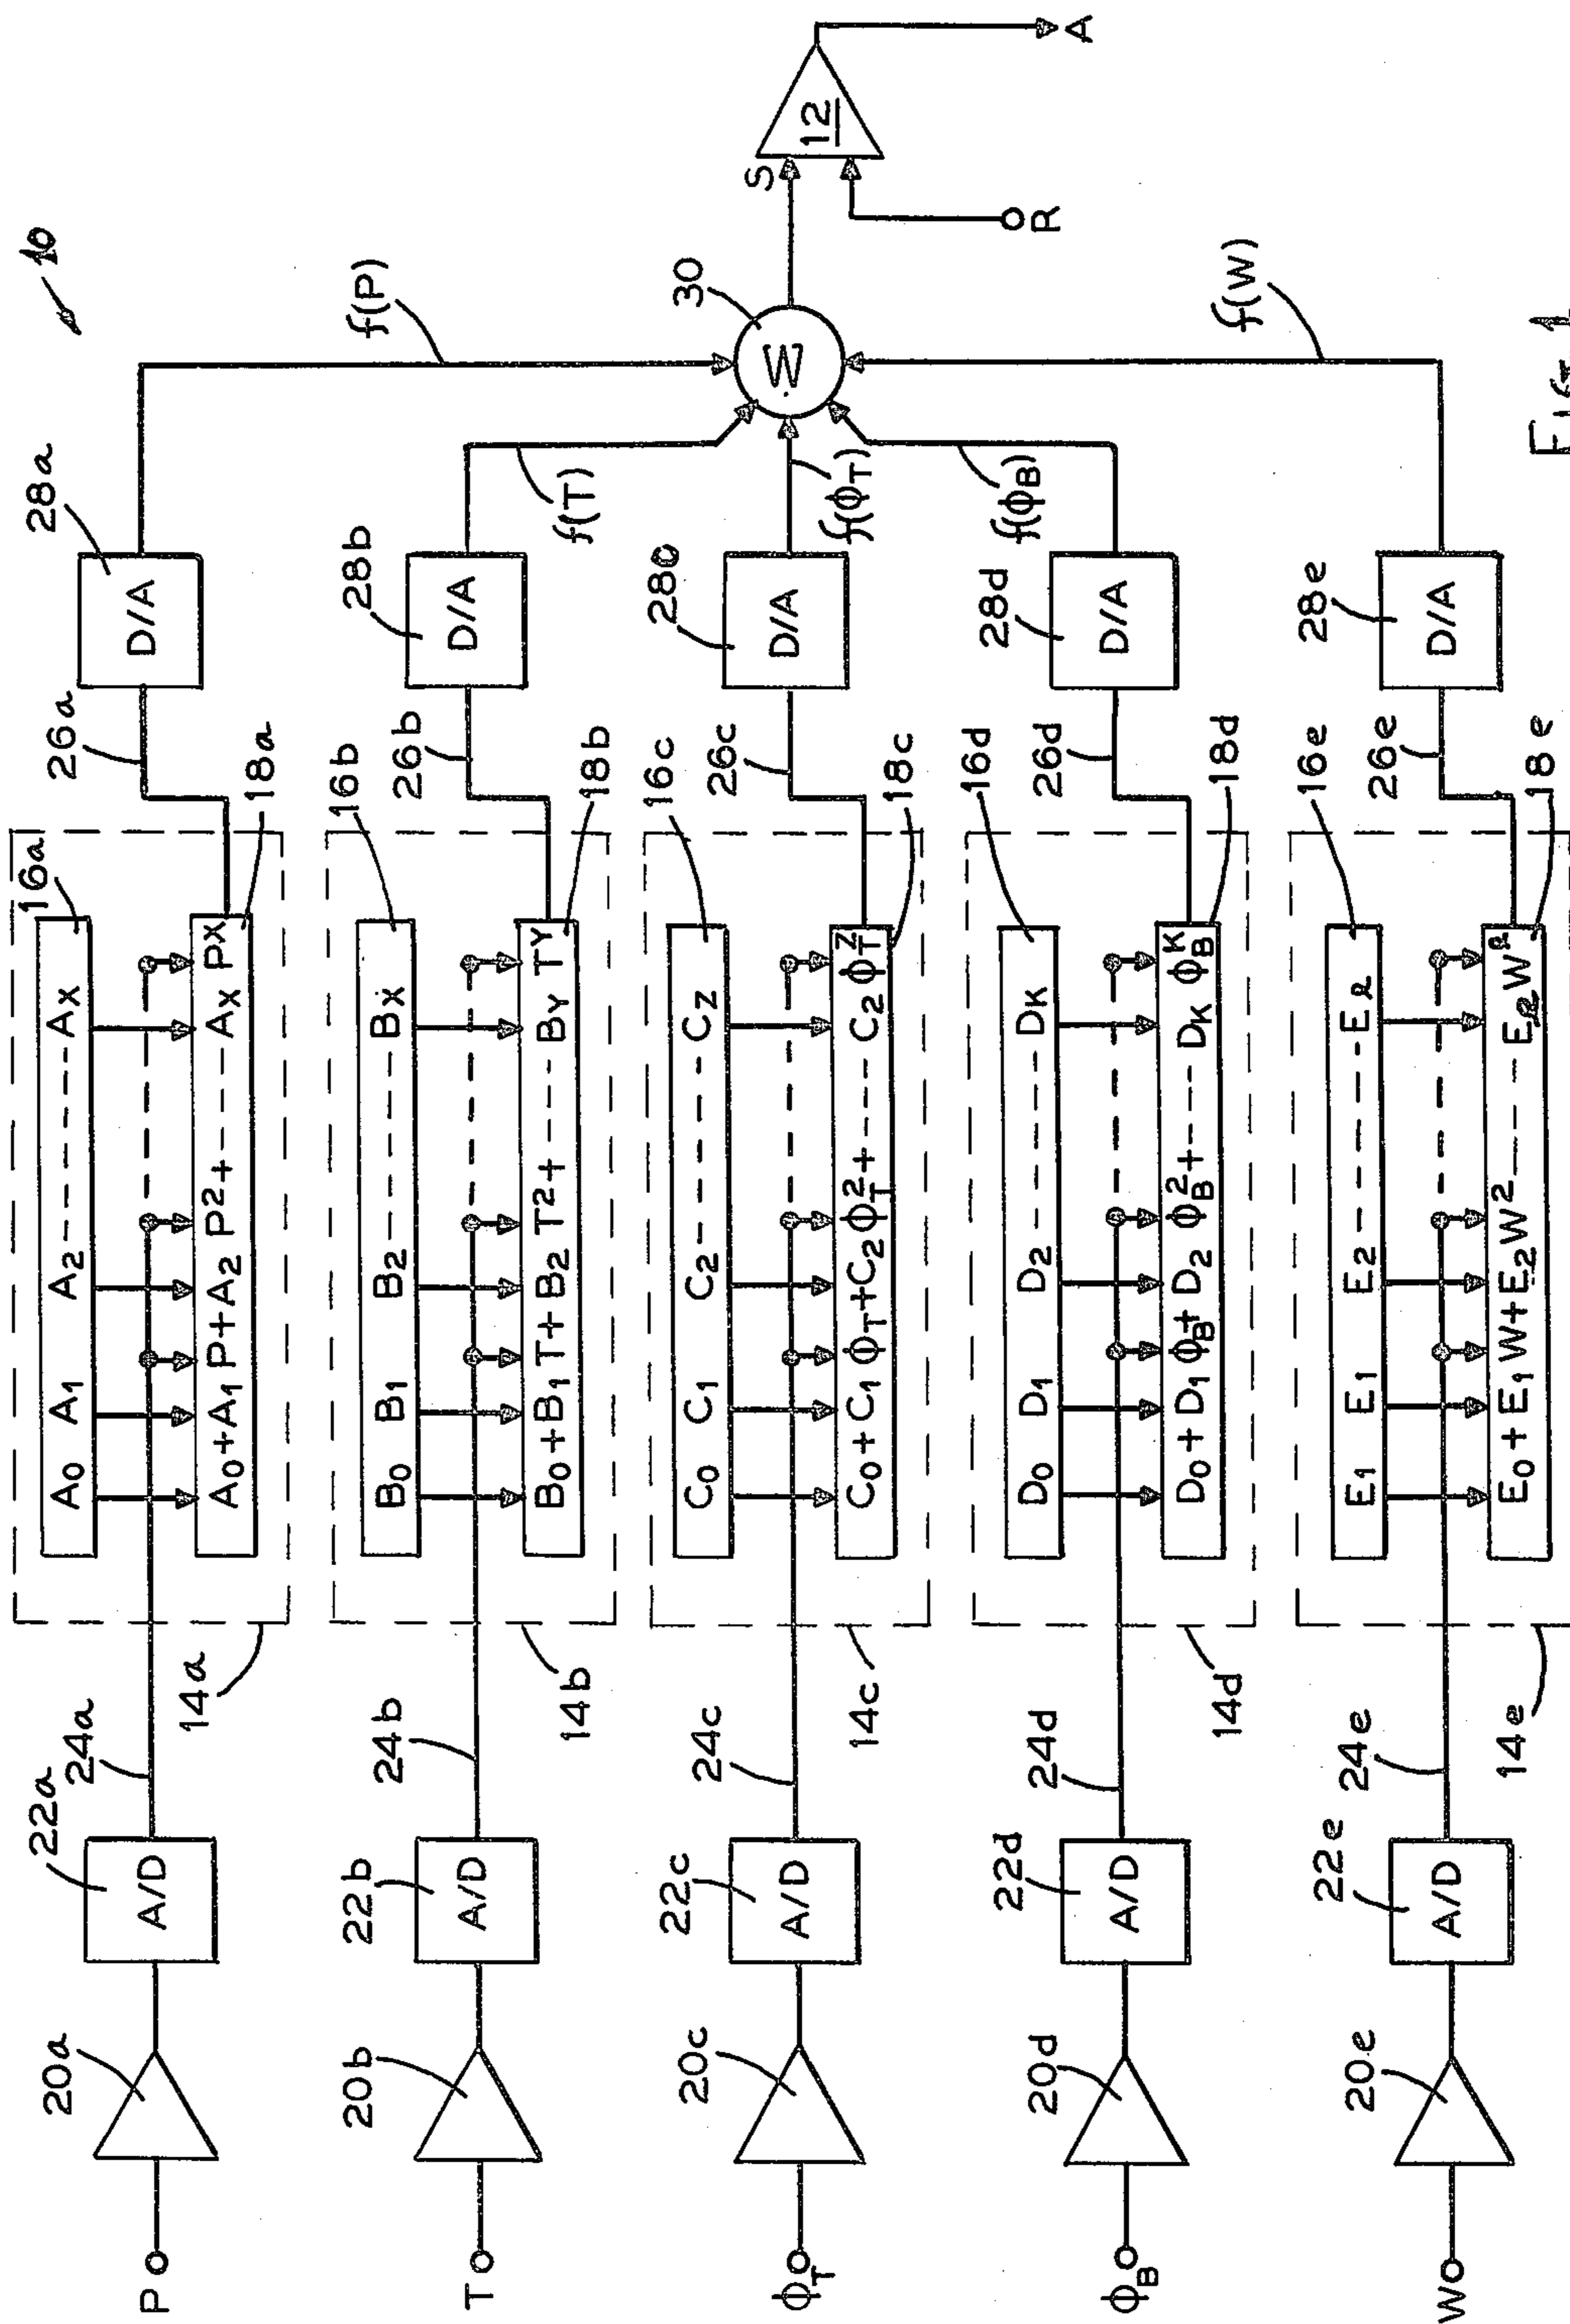 10
P
20a
22a
A/D
24a
14a
A0 A1 A2 ------ AX
16a
A0+A1 P+A2 P2+----AX PX
18a
26a
28a
D/A
f(P)
T
20b
22b
A/D
24b
14b
B0 B1 B2 ------ BX
16b
B0+B1 T+B2 T2+----BY TY
18b
26b
28b
D/A
f(T)
ΦT
20c
22c
A/D
24c
14c
C0 C1 C2 ------ CZ
16c
C0+C1 ΦT+C2 ΦT2+----C2 ΦTZ
18c
26c
28c
D/A
f(ΦT)
30
W
S
12
R
A
ΦB
20d
22d
A/D
24d
14d
D0 D1 D2 ------ DK
16d
D0+D1 ΦB+D2 ΦB2+----DK ΦBK
18d
26d
28d
D/A
f(ΦB)
W
20e
22e
A/D
24e
14e
E1 E1 E2 ------ Eℓ
16e
E0+E1 W+E2 W2 ---- Eℓ Wℓ
18e
26e
28e
D/A
f(W)
FIG. 1